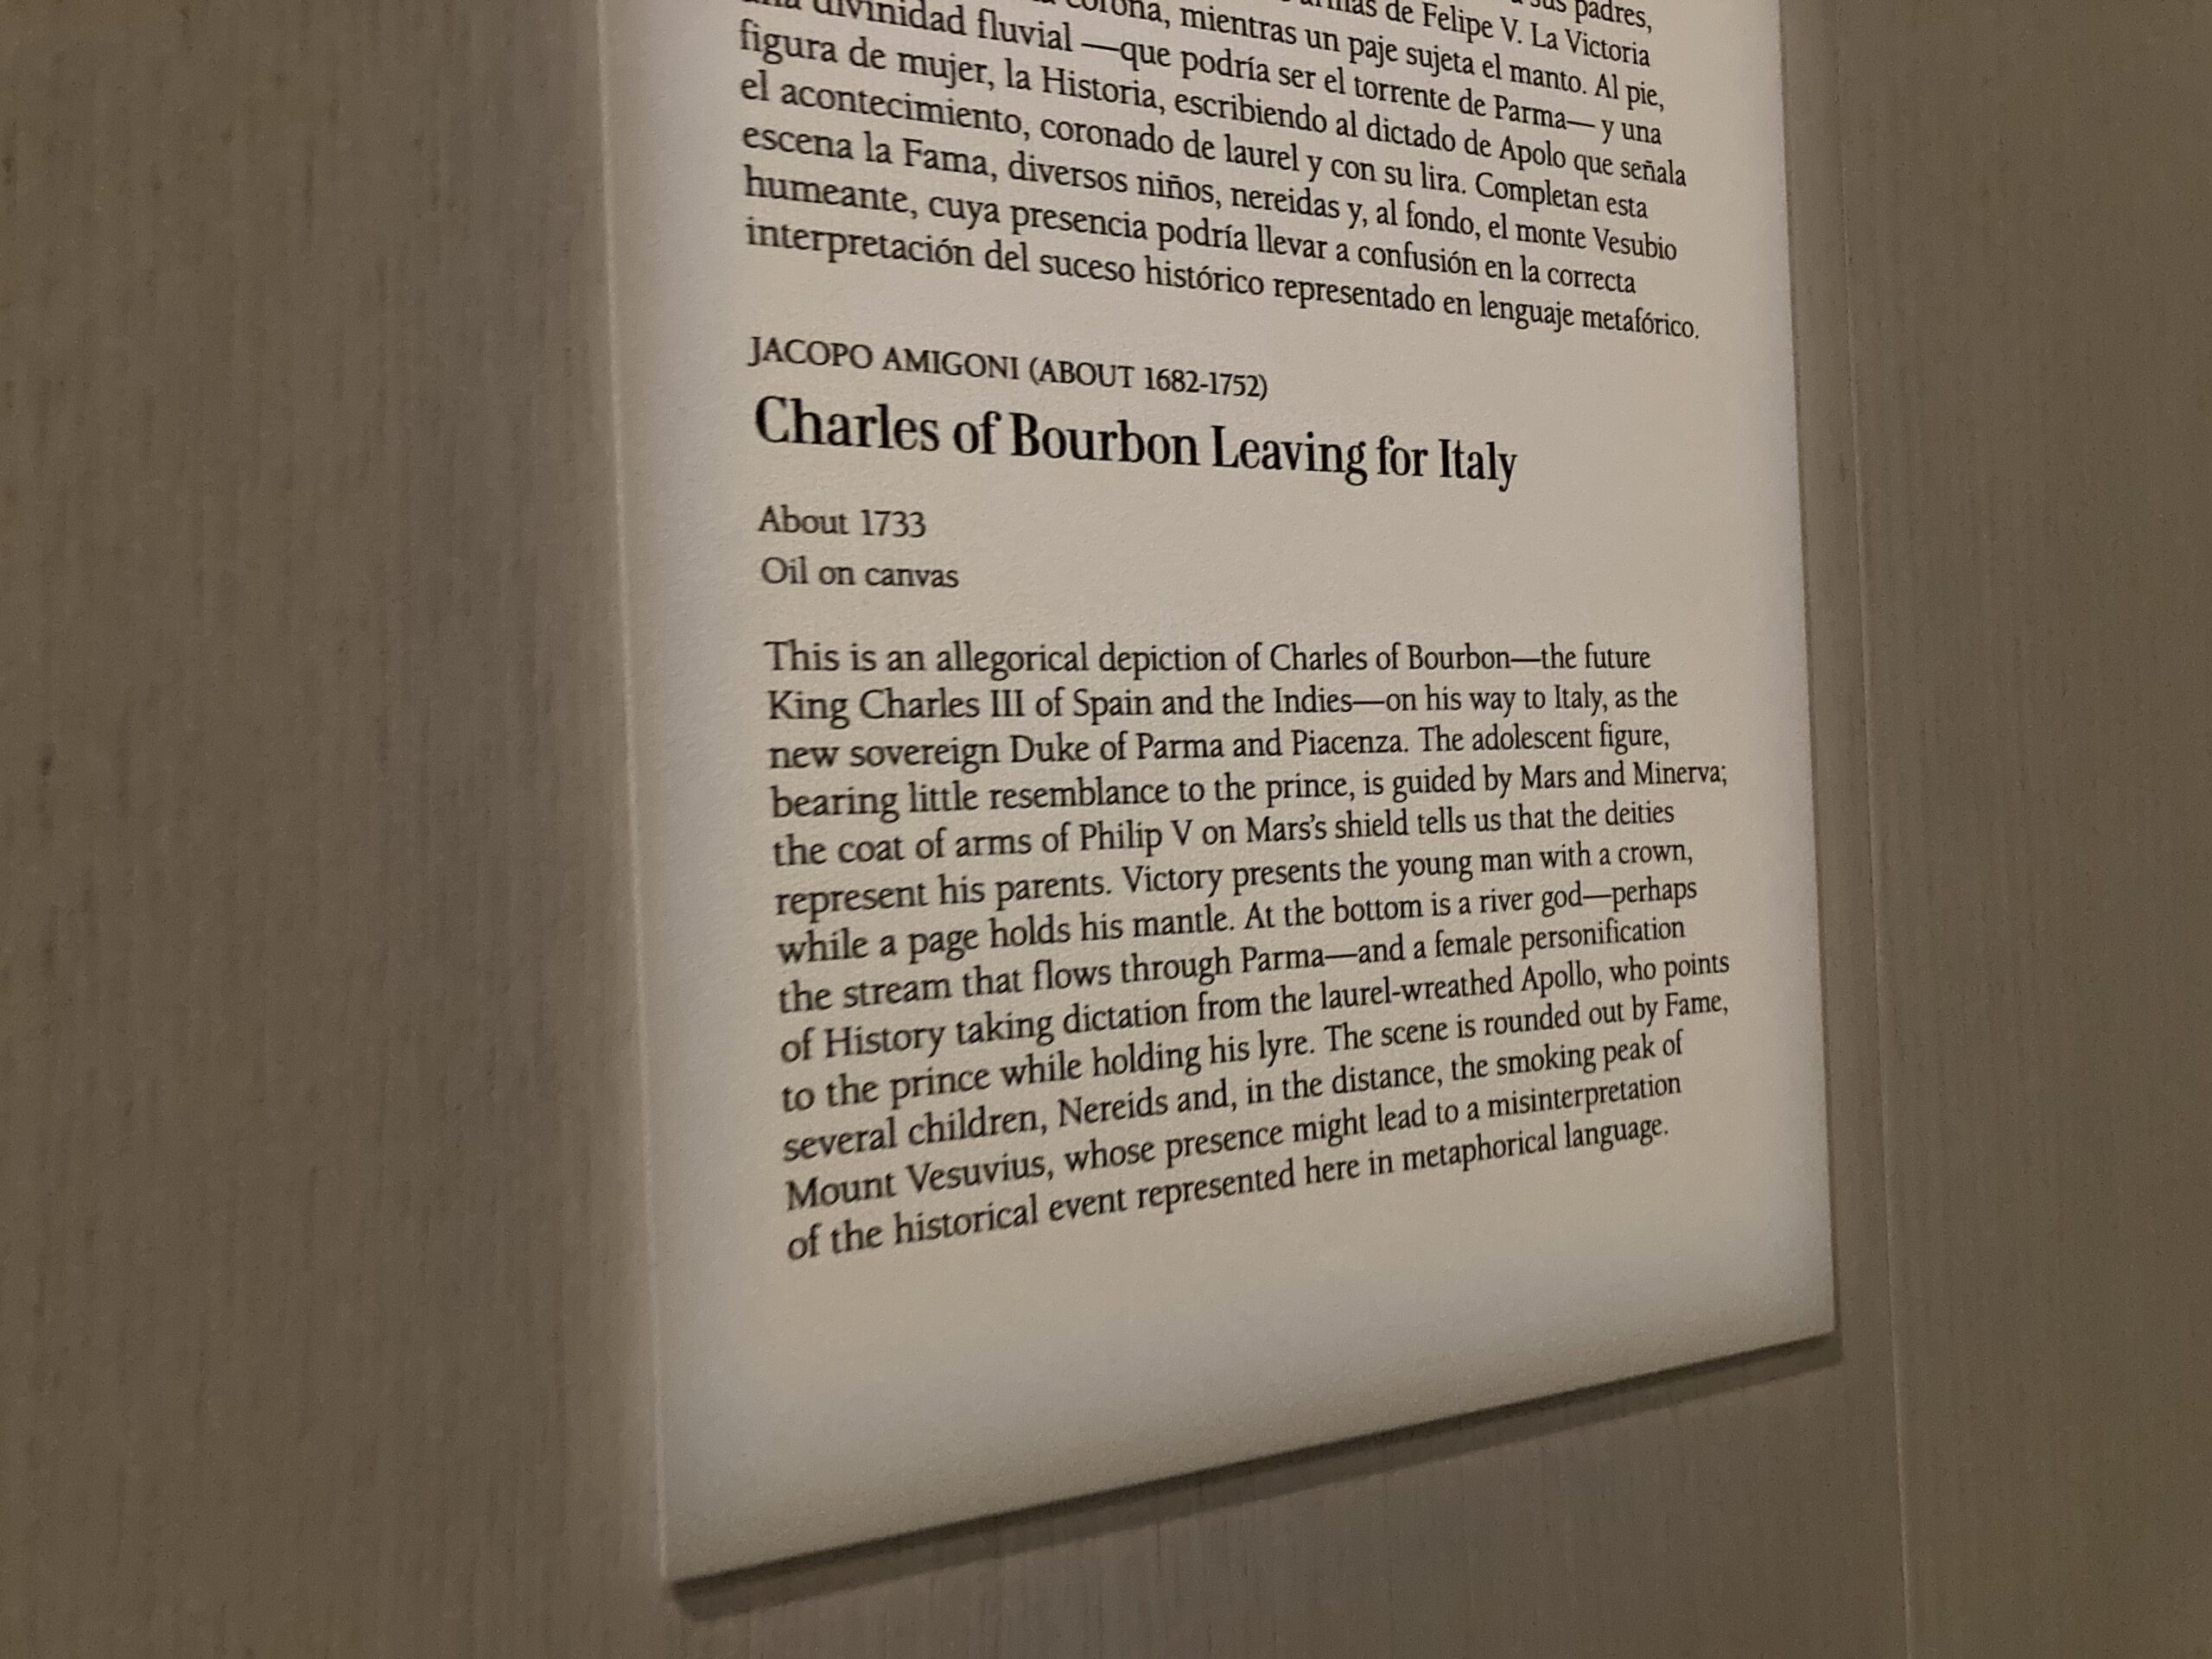 sus padres,
corona, mientras un paje sujeta el manto. Al pie,
de Felipe V. La Victoria
divinidad fluvial —que podría ser el torrente de Parma— y una
figura de mujer, la Historia, escribiendo al dictado de Apolo que señala
el acontecimiento, coronado de laurel y con su lira. Completan esta
escena la Fama, diversos niños, nereidas y, al fondo, el monte Vesubio
humeante, cuya presencia podría llevar a confusión en la correcta
interpretación del suceso histórico representado en lenguaje metafórico.
JACOPO AMIGONI (ABOUT 1682-1752)
Charles of Bourbon Leaving for Italy
About 1733
Oil on canvas
This is an allegorical depiction of Charles of Bourbon—the future
King Charles III of Spain and the Indies—on his way to Italy, as the
new sovereign Duke of Parma and Piacenza. The adolescent figure,
bearing little resemblance to the prince, is guided by Mars and Minerva;
the coat of arms of Philip V on Mars's shield tells us that the deities
represent his parents. Victory presents the young man with a crown,
while a page holds his mantle. At the bottom is a river god—perhaps
the stream that flows through Parma—and a female personification
of History taking dictation from the laurel-wreathed Apollo, who points
to the prince while holding his lyre. The scene is rounded out by Fame,
several children, Nereids and, in the distance, the smoking peak of
Mount Vesuvius, whose presence might lead to a misinterpretation
of the historical event represented here in metaphorical language.